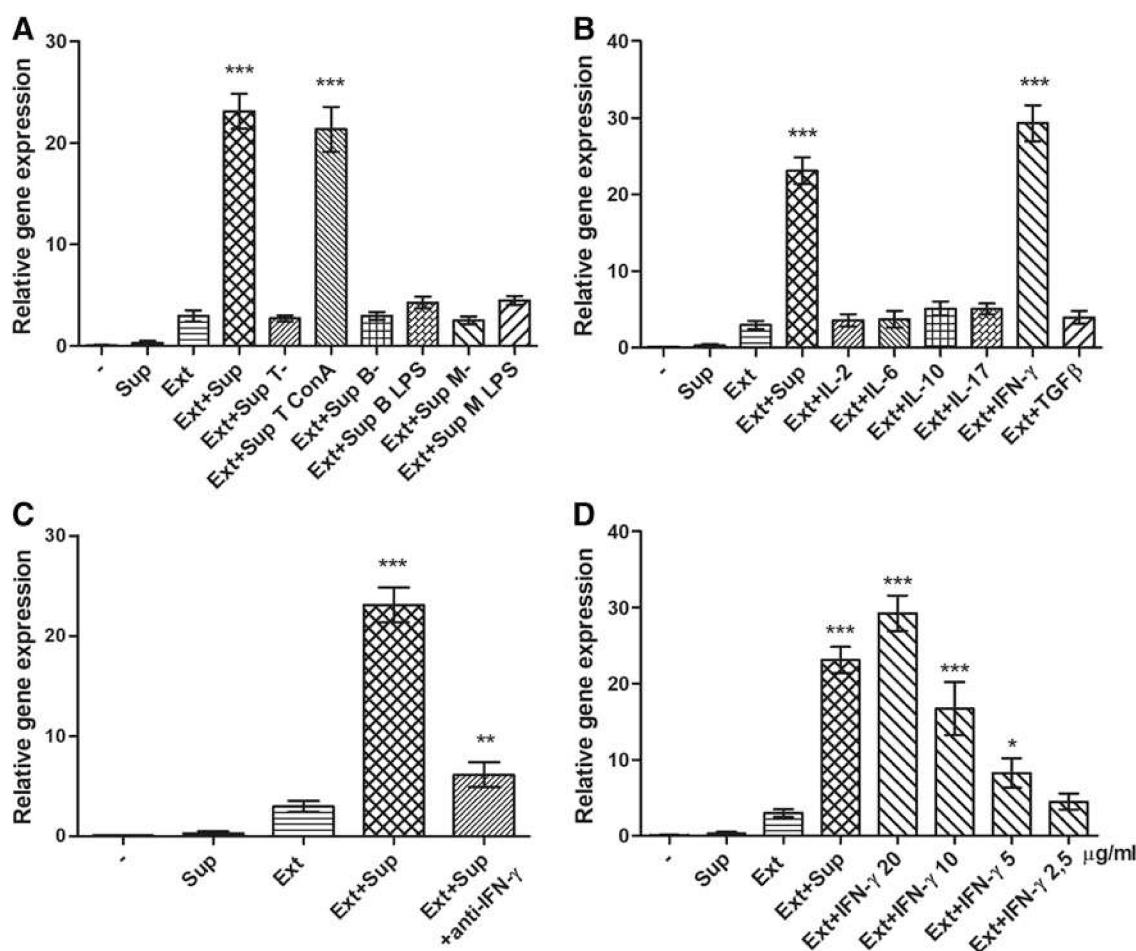 A
Relative gene expression
30
20
10
0
***
***
-
Sup
Ext
Ext+Sup
Ext+Sup T-
Ext+Sup T ConA
Ext+Sup B-
Ext+Sup B LPS
Ext+Sup M-
Ext+Sup M LPS
B
Relative gene expression
40
30
20
10
0
***
***
-
Sup
Ext
Ext+Sup
Ext+IL-2
Ext+IL-6
Ext+IL-10
Ext+IL-17
Ext+IFN-γ
Ext+TGFβ
C
Relative gene expression
30
20
10
0
***
**
-
Sup
Ext
Ext+Sup
Ext+Sup
+anti-IFN-γ
D
Relative gene expression
40
30
20
10
0
***
***
***
*
-
Sup
Ext
Ext+Sup
Ext+IFN-γ 20
Ext+IFN-γ 10
Ext+IFN-γ 5
Ext+IFN-γ 2,5
μg/ml